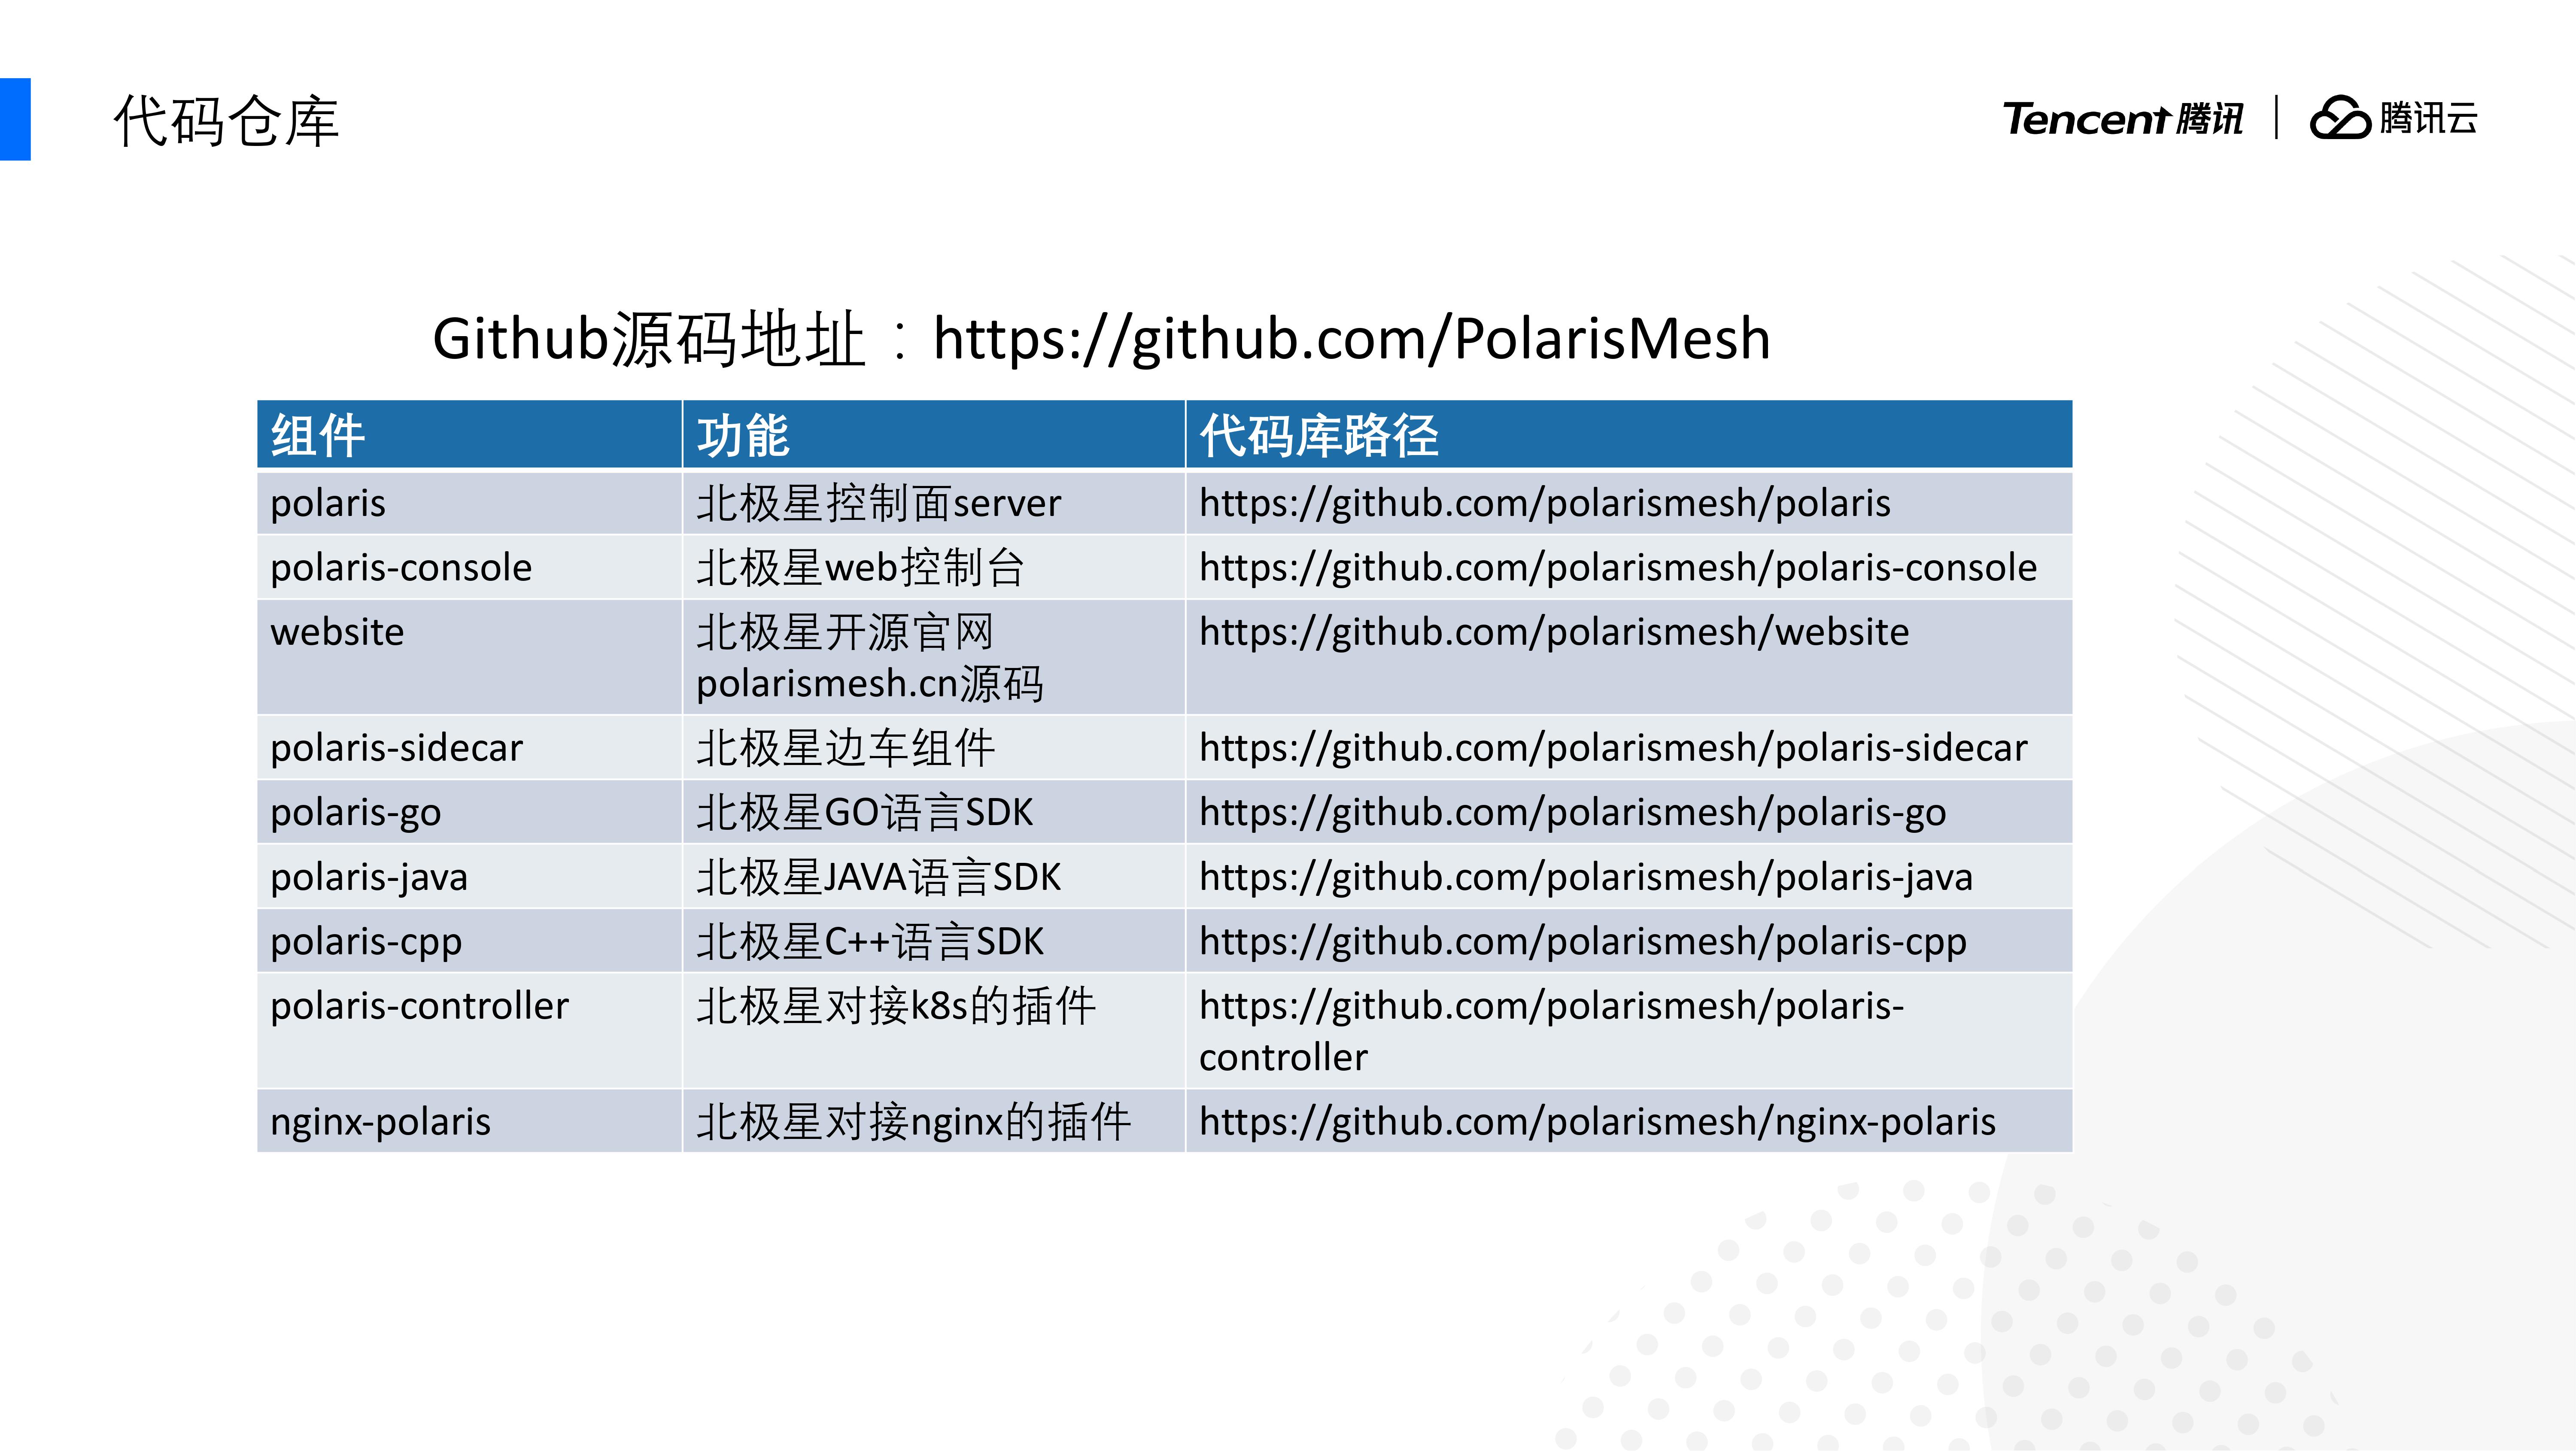 代码仓库
Tencent腾讯 | 腾讯云
Github源码地址：https://github.com/PolarisMesh
组件 功能 代码库路径
polaris 北极星控制面server https://github.com/polarismesh/polaris
polaris-console 北极星web控制台 https://github.com/polarismesh/polaris-console
website 北极星开源官网 https://github.com/polarismesh/website
polarismesh.cn源码
polaris-sidecar 北极星边车组件 https://github.com/polarismesh/polaris-sidecar
polaris-go 北极星GO语言SDK https://github.com/polarismesh/polaris-go
polaris-java 北极星JAVA语言SDK https://github.com/polarismesh/polaris-java
polaris-cpp 北极星C++语言SDK https://github.com/polarismesh/polaris-cpp
polaris-controller 北极星对接k8s的插件 https://github.com/polarismesh/polaris-
controller
nginx-polaris 北极星对接nginx的插件 https://github.com/polarismesh/nginx-polaris